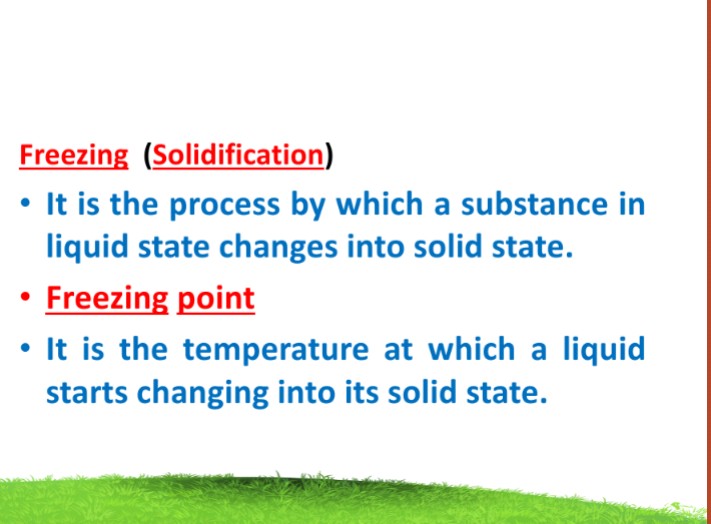 Freezing (Solidification)
• It is the process by which a substance in
liquid state changes into solid state.
• Freezing point
• It is the temperature at which a liquid
starts changing into its solid state.